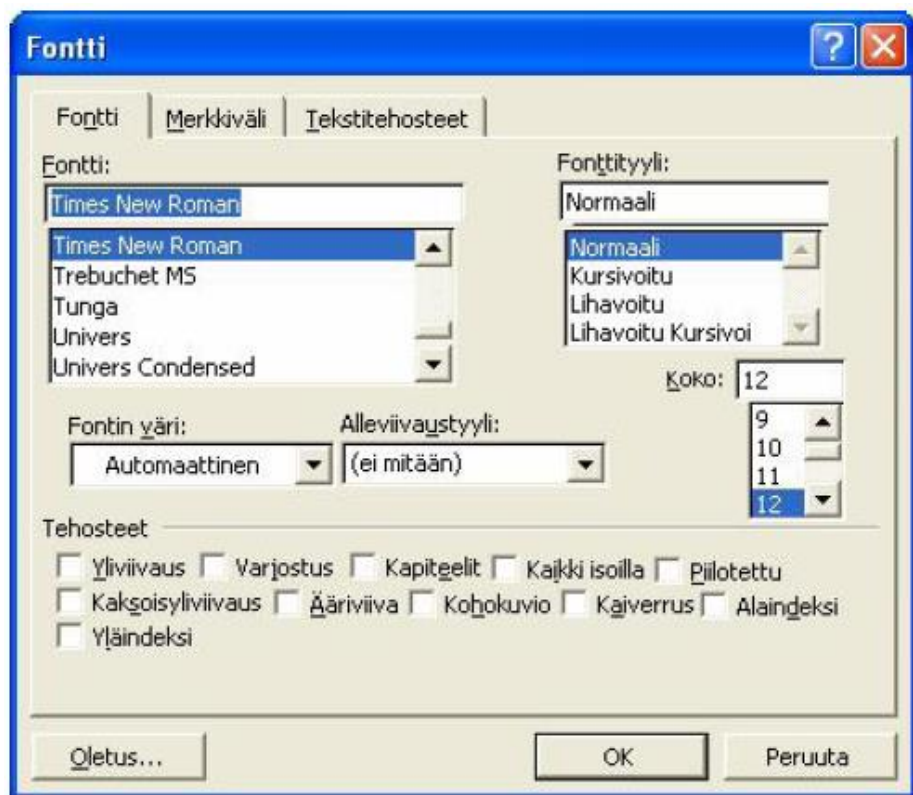 Fontti
Fontti Merkkiväli Tekstitehosteet
Fontti: Fonttityyli:
Times New Roman Normaali
Times New Roman Normaali
Trebuchet MS Kursivoitu
Tunga Lihavoitu
Univers Lihavoitu Kursivoi
Univers Condensed
Koko: 12
Fontin väri: Alleviivaustyyli: 9
Automaattinen (ei mitään) 10
11
12
Tehosteet
Yliviivaus Varjostus Kapiteelit Kaikki isoilla Piilotettu
Kaksoisyliviivaus Ääriviiva Kohokuvio Kaiverrus Alaindeksi
Yläindeksi
Oletus... OK Peruuta